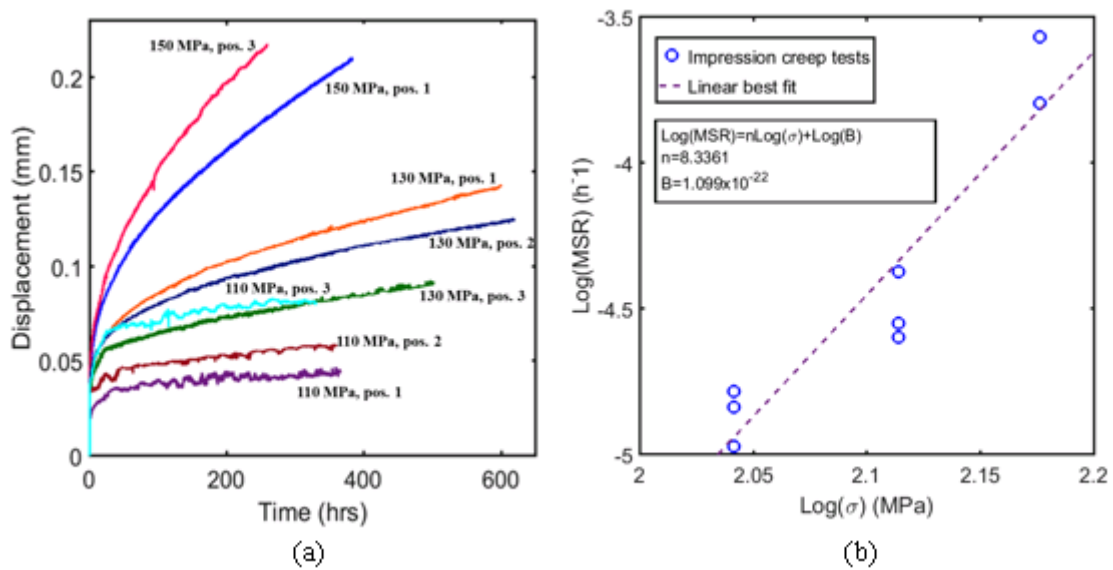 0.2
0.15
0.1
0.05
0
0
200
400
600
Displacement (mm)
Time (hrs)
150 MPa, pos. 3
150 MPa, pos. 1
130 MPa, pos. 1
130 MPa, pos. 2
110 MPa, pos. 3
130 MPa, pos. 3
110 MPa, pos. 2
110 MPa, pos. 1
(a)
-3.5
-4
-4.5
-5
2
2.05
2.1
2.15
2.2
Log(MSR) (h⁻1)
Log(σ) (MPa)
Impression creep tests
Linear best fit
Log(MSR)=nLog(σ)+Log(B)
n=8.3361
B=1.099x10⁻²²
(b)